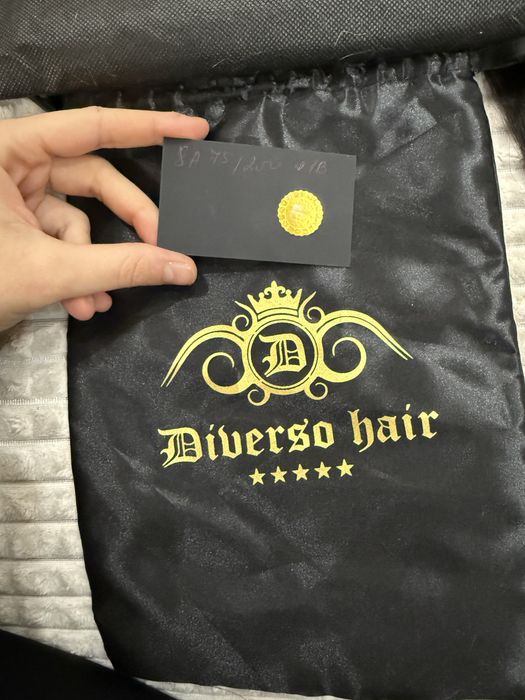 SA 75/200 #1B
D
Diverso hair